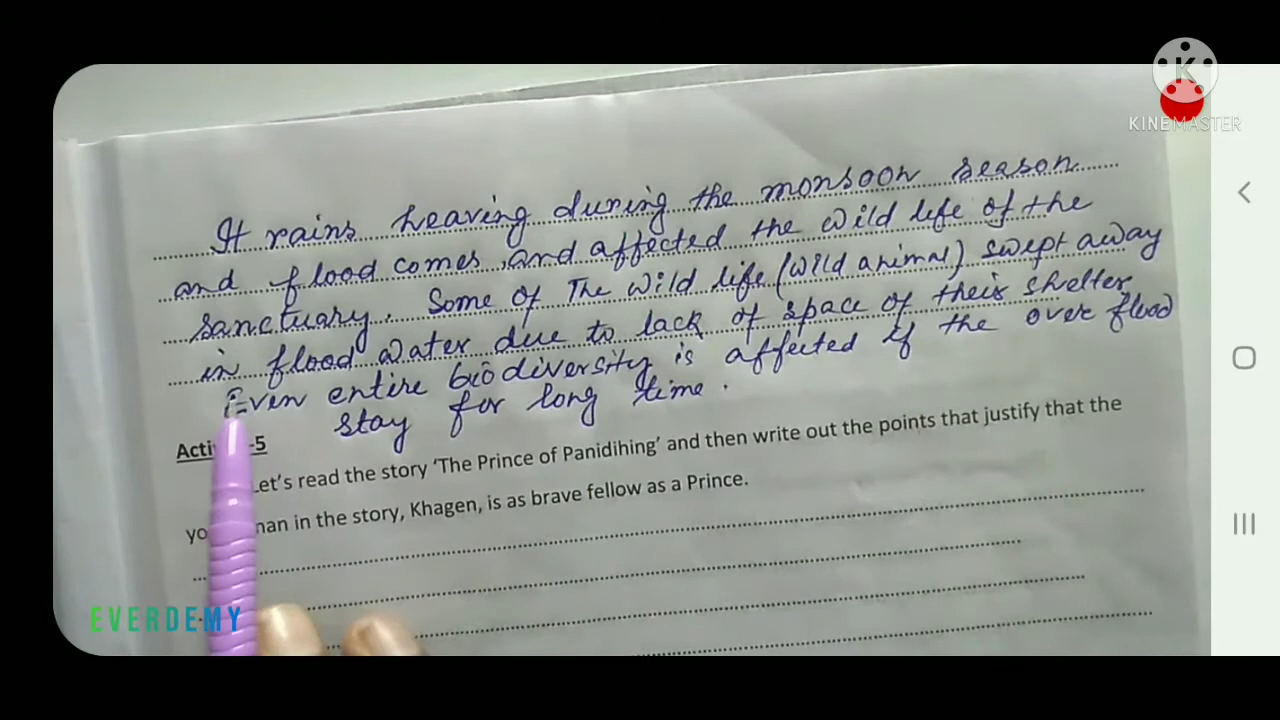 KINEMASTER
It rains heaving during the monsoon season
and flood comes, and affected the wild life of the
sanctuary. Some of The wild life (wild animal) swept away
in flood water due to lack of space of their shelter
Even entire biodiversity is affected if the over flood
stay for long time.
Acti -5
Let's read the story 'The Prince of Panidihing' and then write out the points that justify that the
yo man in the story, Khagen, is as brave fellow as a Prince.
EVERDEMY